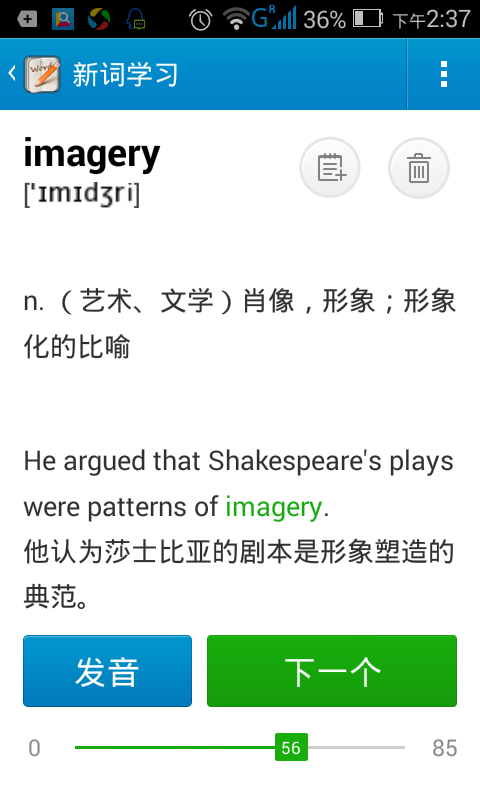 36% 下午2:37
新词学习
imagery
['ɪmɪdʒri]
n.（艺术、文学）肖像，形象；形象
化的比喻
He argued that Shakespeare's plays
were patterns of imagery.
他认为莎士比亚的剧本是形象塑造的
典范。
发音 下一个
0 56 85